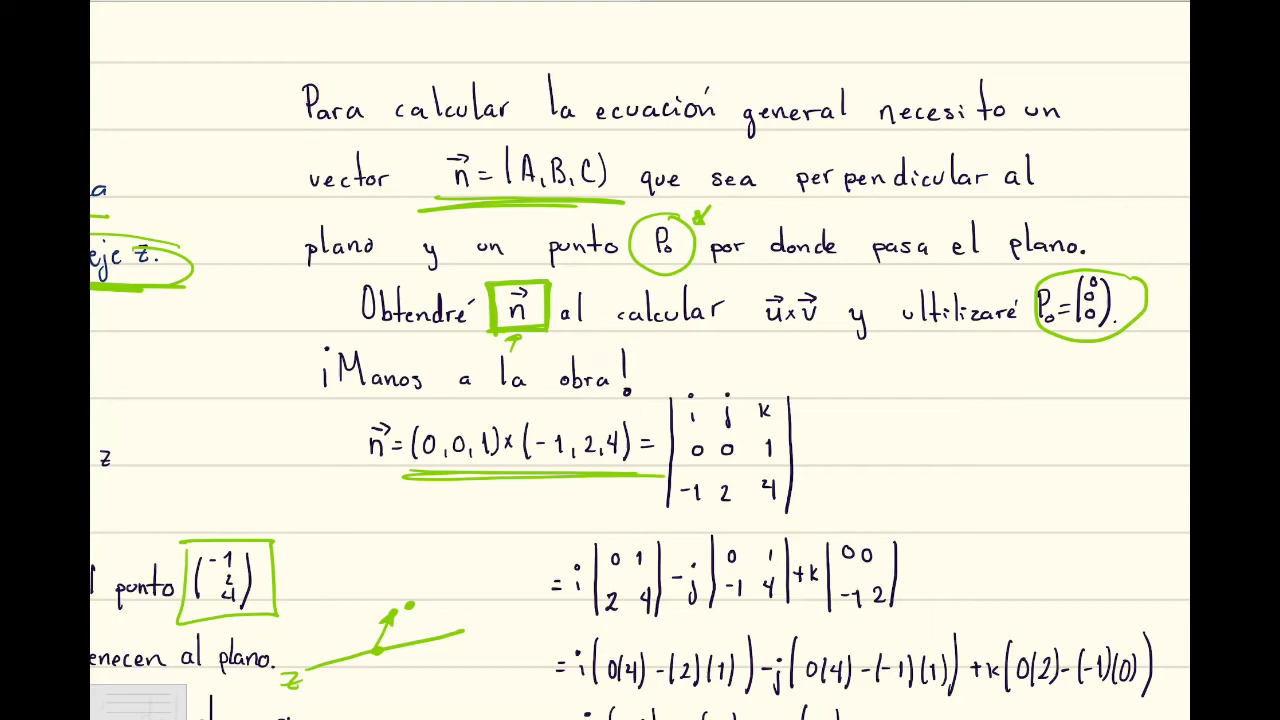 Para calcular la ecuación general necesito un
a
vector n⃗ = (A, B, C) que sea perpendicular al
eje z.
plano y un punto P₀ por donde pasa el plano.
Obtendré n⃗ al calcular u⃗×v⃗ y ultilizaré P₀ = (0 0 0).
¡Manos a la obra!
n⃗ = (0, 0, 1) × (-1, 2, 4) = | i j k |
| 0 0 1 |
| -1 2 4 |
z
punto (-1 2 4)
= i | 0 1 | - j | 0 1 | + k | 0 0 |
| 2 4 | | -1 4 | | -1 2 |
enecen al plano.
z
= i ( 0(4) - (2)(1) ) - j ( 0(4) - (-1)(1) ) + k ( 0(2) - (-1)(0) )